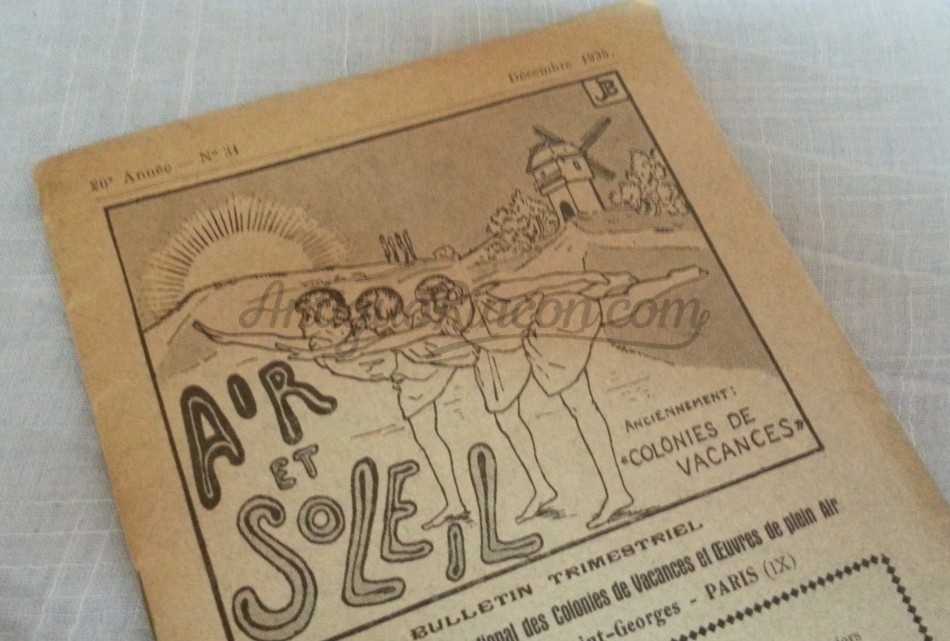 Décembre 1935.
20e Année — No 34
JB
AIR
ET
SOLEIL
ANCIENNEMENT:
«COLONIES DE
VACANCES»
BULLETIN TRIMESTRIEL
des Colonies de Vacances et Œuvres de plein Air
PARIS (IX)